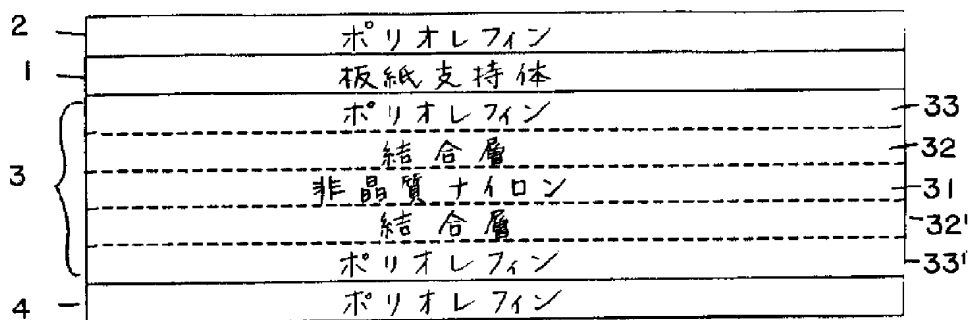 2 ポリオレフィン
1 板紙支持体
ポリオレフィン 33
結合層 32
3 非晶質ナイロン 31
結合層 32'
ポリオレフィン 33'
4 ポリオレフィン